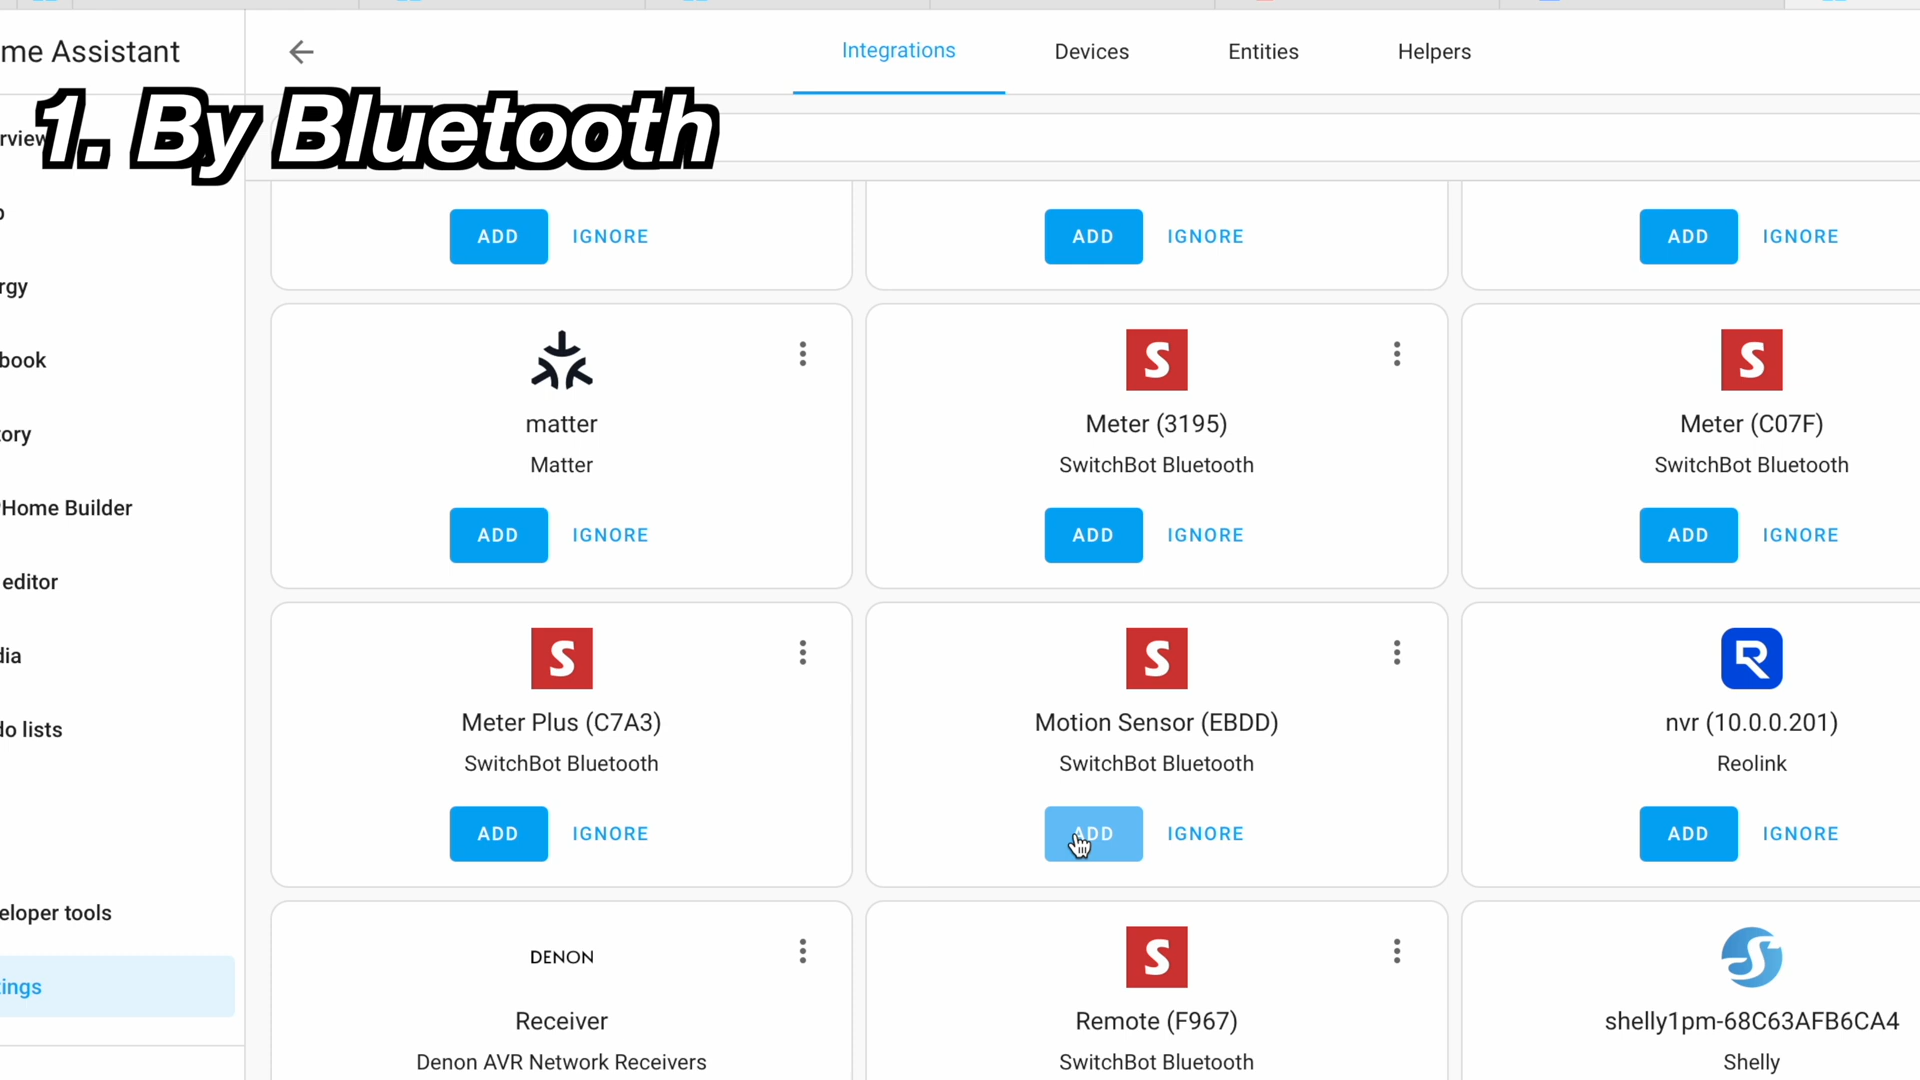 me Assistant
Integrations
Devices
Entities
Helpers
1. By Bluetooth
rview
ADD
IGNORE
ADD
IGNORE
ADD
IGNORE
rgy
book
ory
Home Builder
editor
dia
do lists
eloper tools
ings
matter
Matter
ADD
IGNORE
S
Meter (3195)
SwitchBot Bluetooth
ADD
IGNORE
S
Meter (C07F)
SwitchBot Bluetooth
ADD
IGNORE
S
Meter Plus (C7A3)
SwitchBot Bluetooth
ADD
IGNORE
S
Motion Sensor (EBDD)
SwitchBot Bluetooth
ADD
IGNORE
R
nvr (10.0.0.201)
Reolink
ADD
IGNORE
DENON
Receiver
Denon AVR Network Receivers
S
Remote (F967)
SwitchBot Bluetooth
S
shelly1pm-68C63AFB6CA4
Shelly